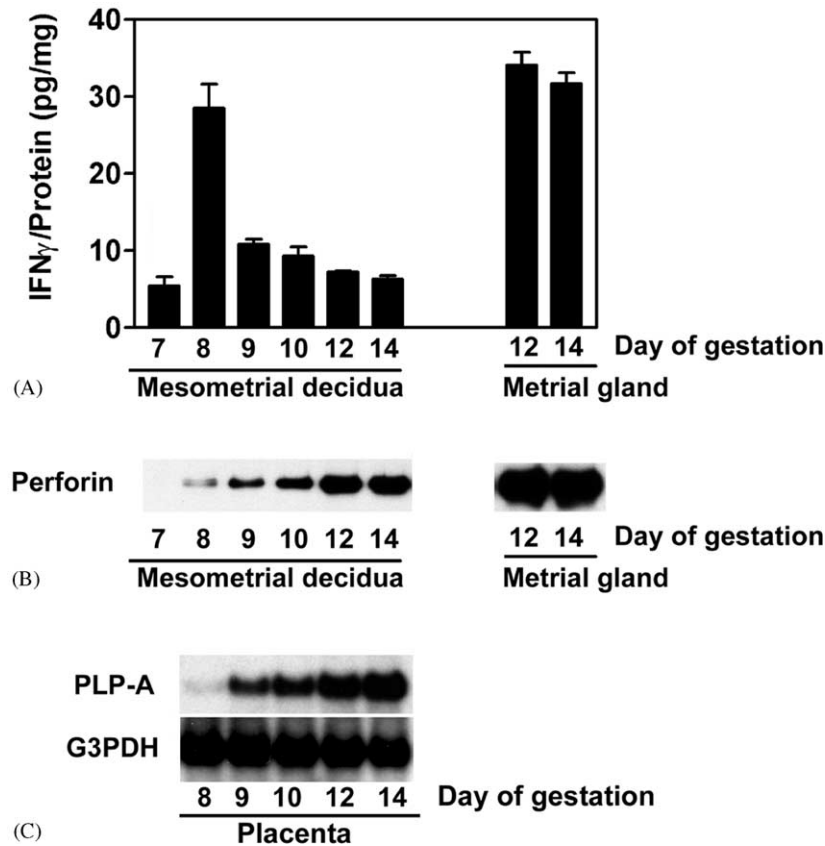 40
30
20
10
0
IFNγ/Protein (pg/mg)
7 8 9 10 12 14 12 14 Day of gestation
Mesometrial decidua Metrial gland
(A)
Perforin
7 8 9 10 12 14 12 14 Day of gestation
Mesometrial decidua Metrial gland
(B)
PLP-A
G3PDH
8 9 10 12 14 Day of gestation
Placenta
(C)